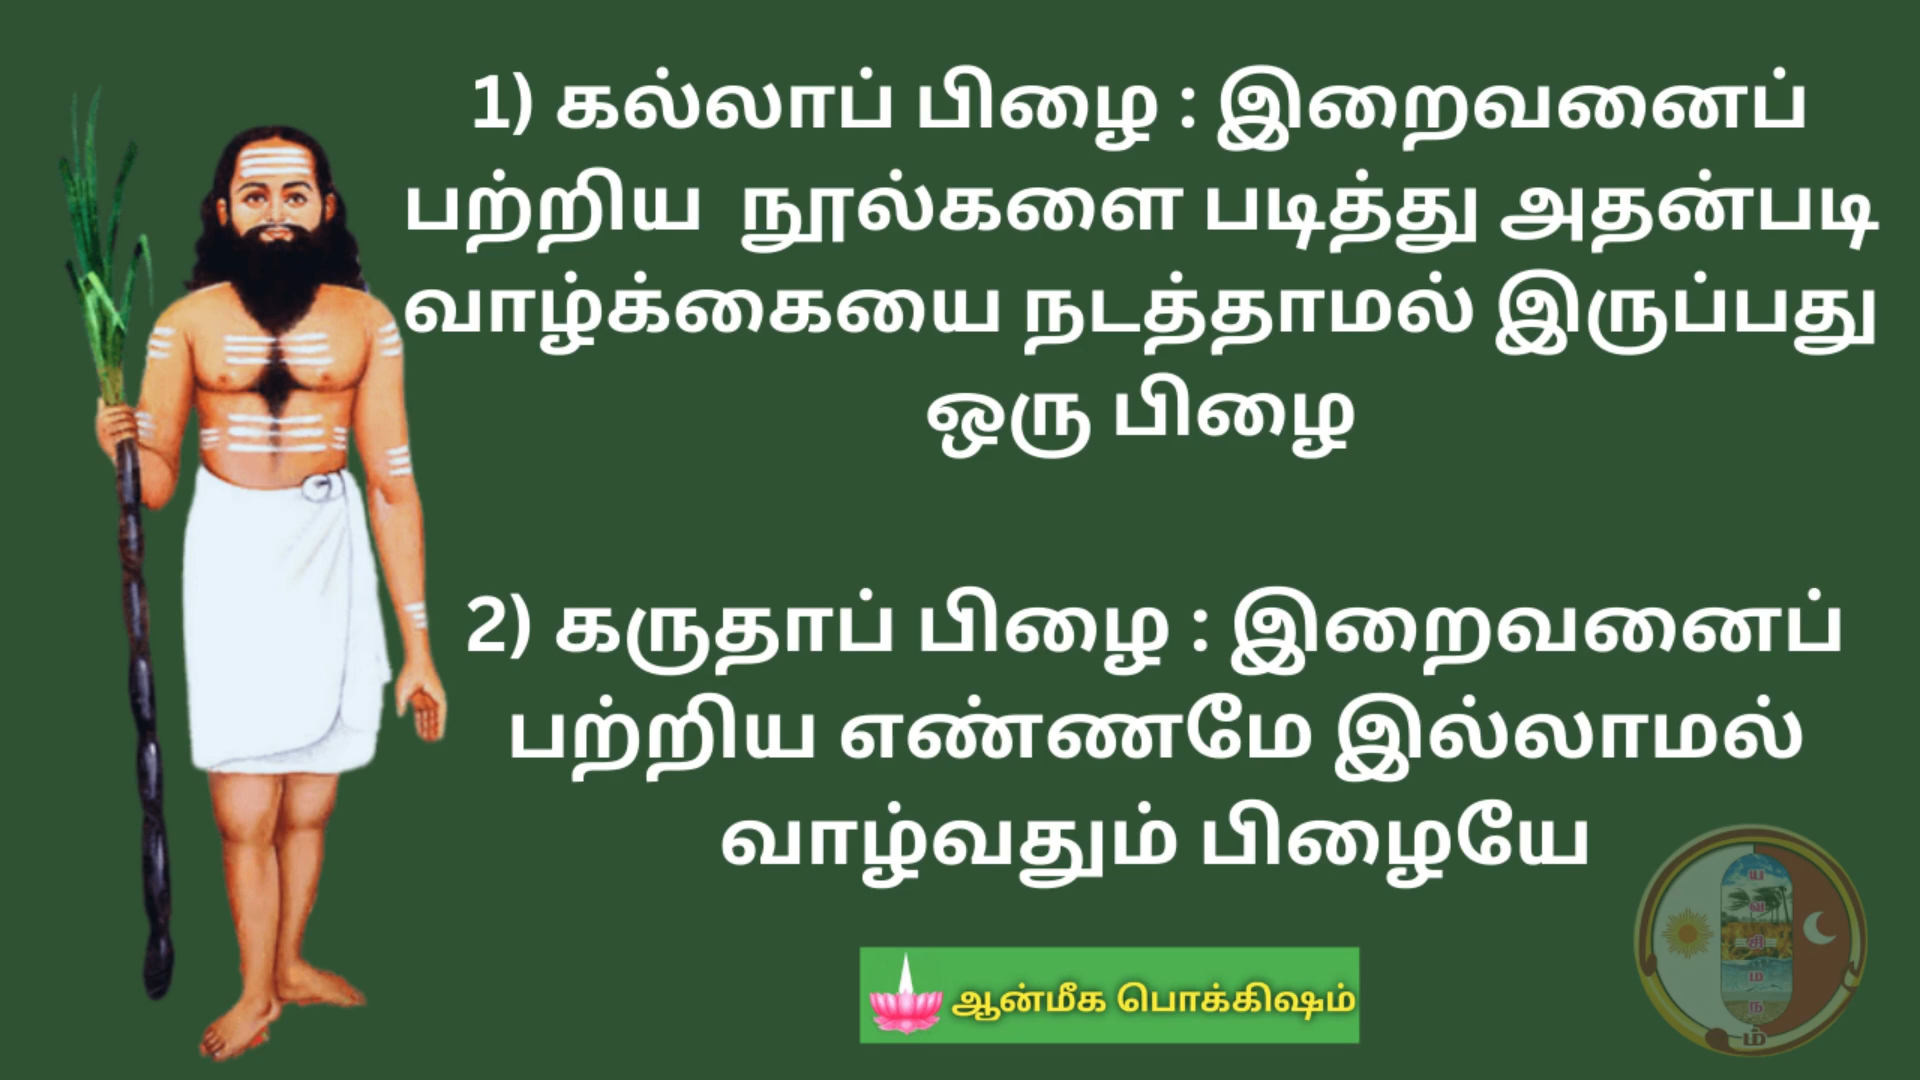 1) கல்லாப் பிழை : இறைவனைப்
பற்றிய நூல்களை படித்து அதன்படி
வாழ்க்கையை நடத்தாமல் இருப்பது
ஒரு பிழை
2) கருதாப் பிழை : இறைவனைப்
பற்றிய எண்ணமே இல்லாமல்
வாழ்வதும் பிழையே
ஆன்மீக பொக்கிஷம்
ய
வ
சி
ம
ந
ம்